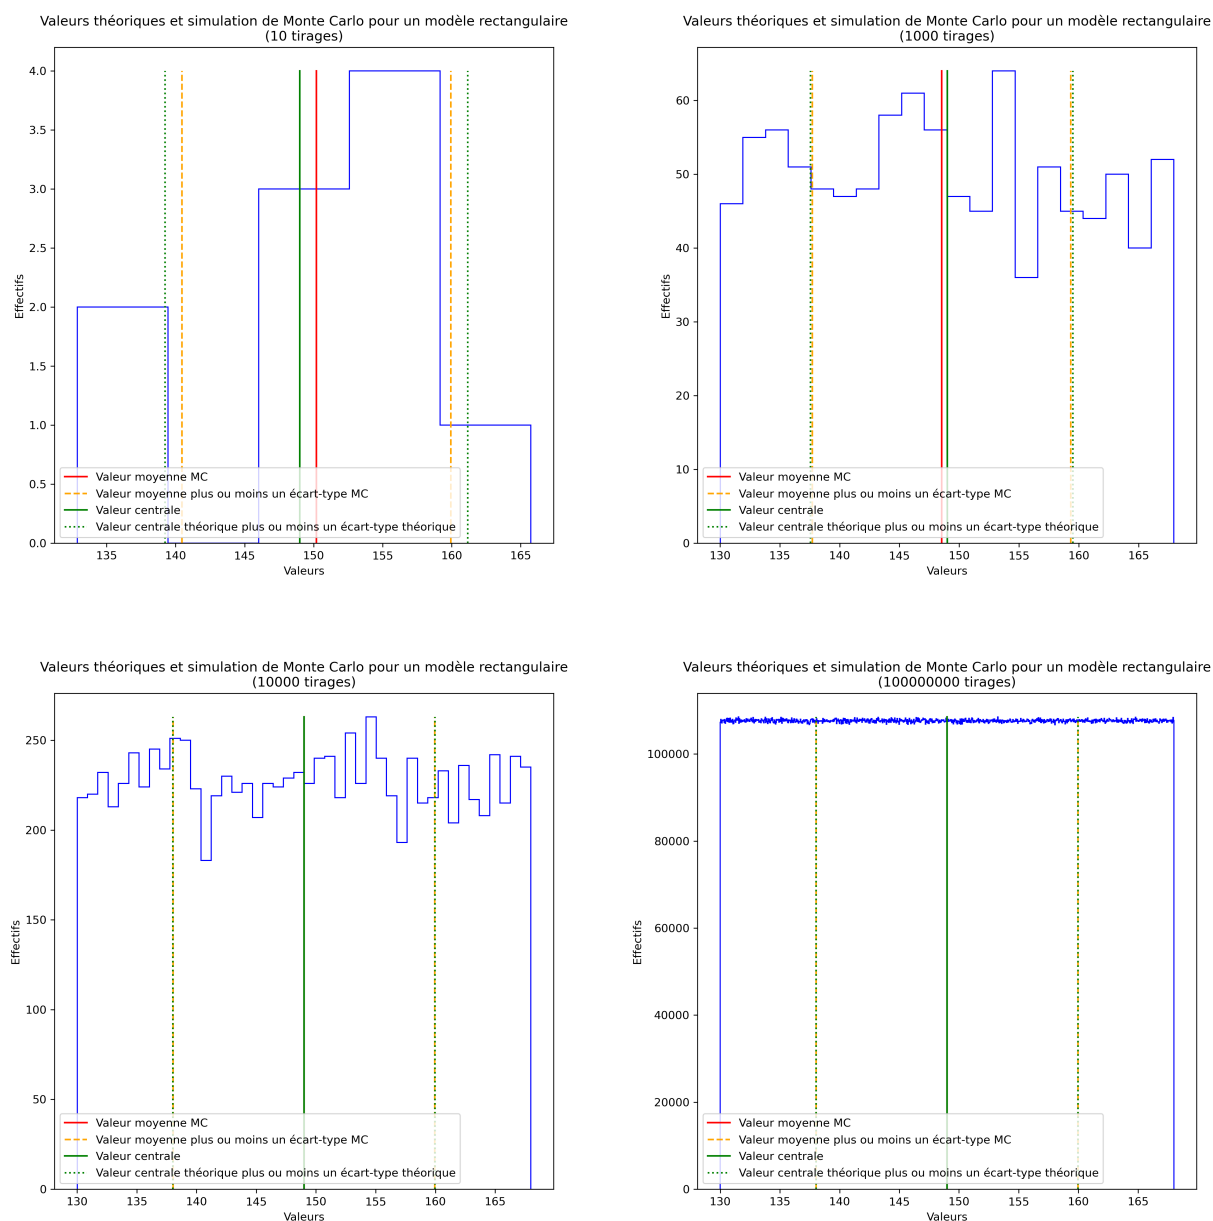 Valeurs théoriques et simulation de Monte Carlo pour un modèle rectangulaire
(10 tirages)
4.0
3.5
3.0
2.5
2.0
1.5
1.0
0.5
0.0
Effectifs
Valeur moyenne MC
Valeur moyenne plus ou moins un écart-type MC
Valeur centrale
Valeur centrale théorique plus ou moins un écart-type théorique
135 140 145 150 155 160 165
Valeurs
Valeurs théoriques et simulation de Monte Carlo pour un modèle rectangulaire
(1000 tirages)
60
50
40
30
20
10
0
Effectifs
Valeur moyenne MC
Valeur moyenne plus ou moins un écart-type MC
Valeur centrale
Valeur centrale théorique plus ou moins un écart-type théorique
130 135 140 145 150 155 160 165
Valeurs
Valeurs théoriques et simulation de Monte Carlo pour un modèle rectangulaire
(10000 tirages)
250
200
150
100
50
0
Effectifs
Valeur moyenne MC
Valeur moyenne plus ou moins un écart-type MC
Valeur centrale
Valeur centrale théorique plus ou moins un écart-type théorique
130 135 140 145 150 155 160 165
Valeurs
Valeurs théoriques et simulation de Monte Carlo pour un modèle rectangulaire
(100000000 tirages)
100000
80000
60000
40000
20000
0
Effectifs
Valeur moyenne MC
Valeur moyenne plus ou moins un écart-type MC
Valeur centrale
Valeur centrale théorique plus ou moins un écart-type théorique
130 135 140 145 150 155 160 165
Valeurs